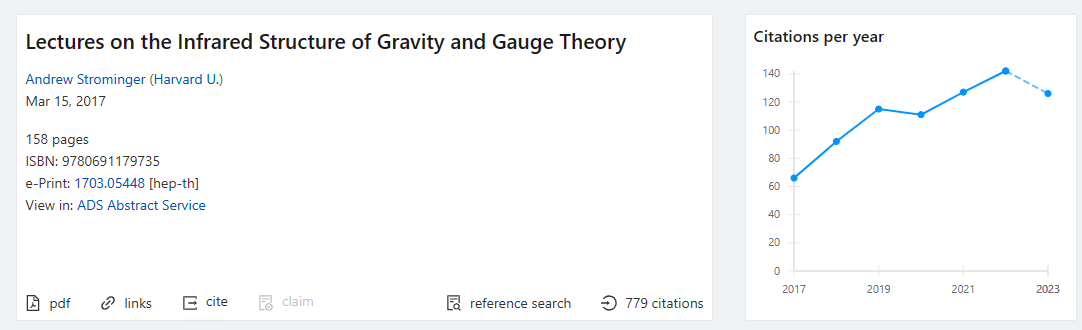 Lectures on the Infrared Structure of Gravity and Gauge Theory
Andrew Strominger (Harvard U.)
Mar 15, 2017
158 pages
ISBN: 9780691179735
e-Print: 1703.05448 [hep-th]
View in: ADS Abstract Service
pdf links cite claim reference search 779 citations
Citations per year
140
120
100
80
60
40
20
0
2017 2019 2021 2023